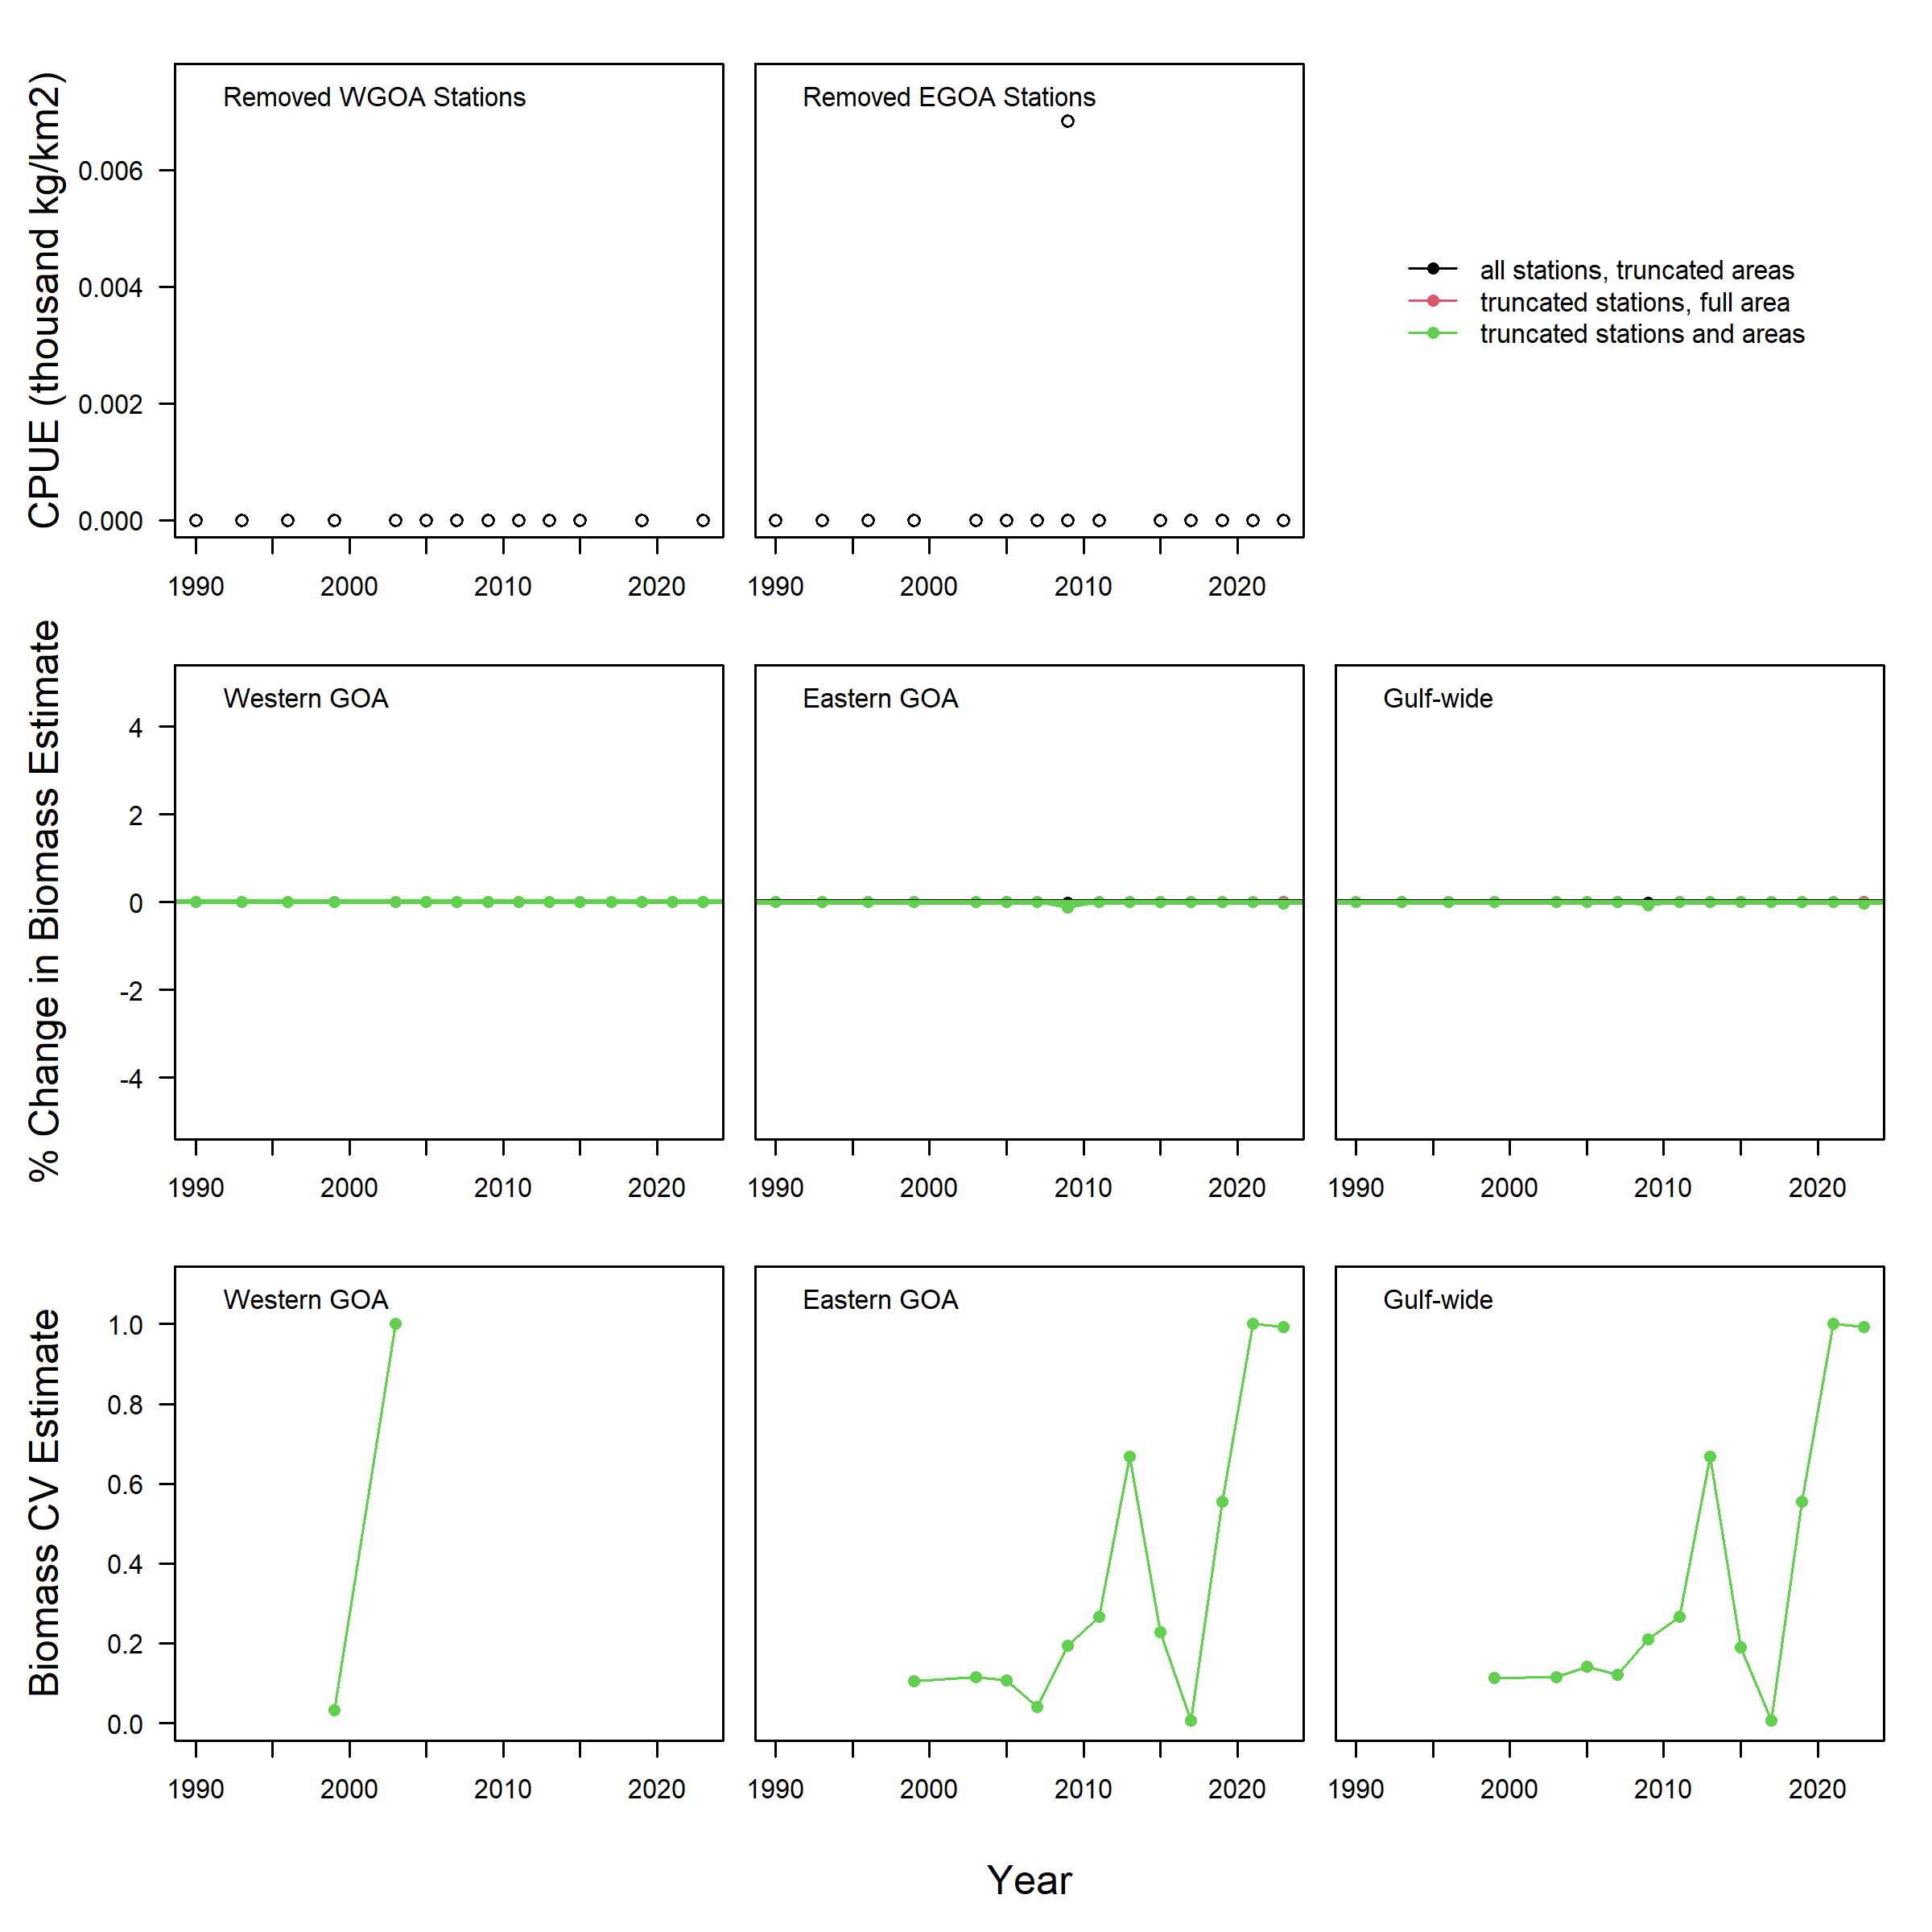 CPUE (thousand kg/km2)
0.006
0.004
0.002
0.000
Removed WGOA Stations
1990 2000 2010 2020
Removed EGOA Stations
1990 2000 2010 2020
all stations, truncated areas
truncated stations, full area
truncated stations and areas
% Change in Biomass Estimate
4
2
0
-2
-4
Western GOA
1990 2000 2010 2020
Eastern GOA
1990 2000 2010 2020
Gulf-wide
1990 2000 2010 2020
Biomass CV Estimate
1.0
0.8
0.6
0.4
0.2
0.0
Western GOA
1990 2000 2010 2020
Eastern GOA
1990 2000 2010 2020
Gulf-wide
1990 2000 2010 2020
Year